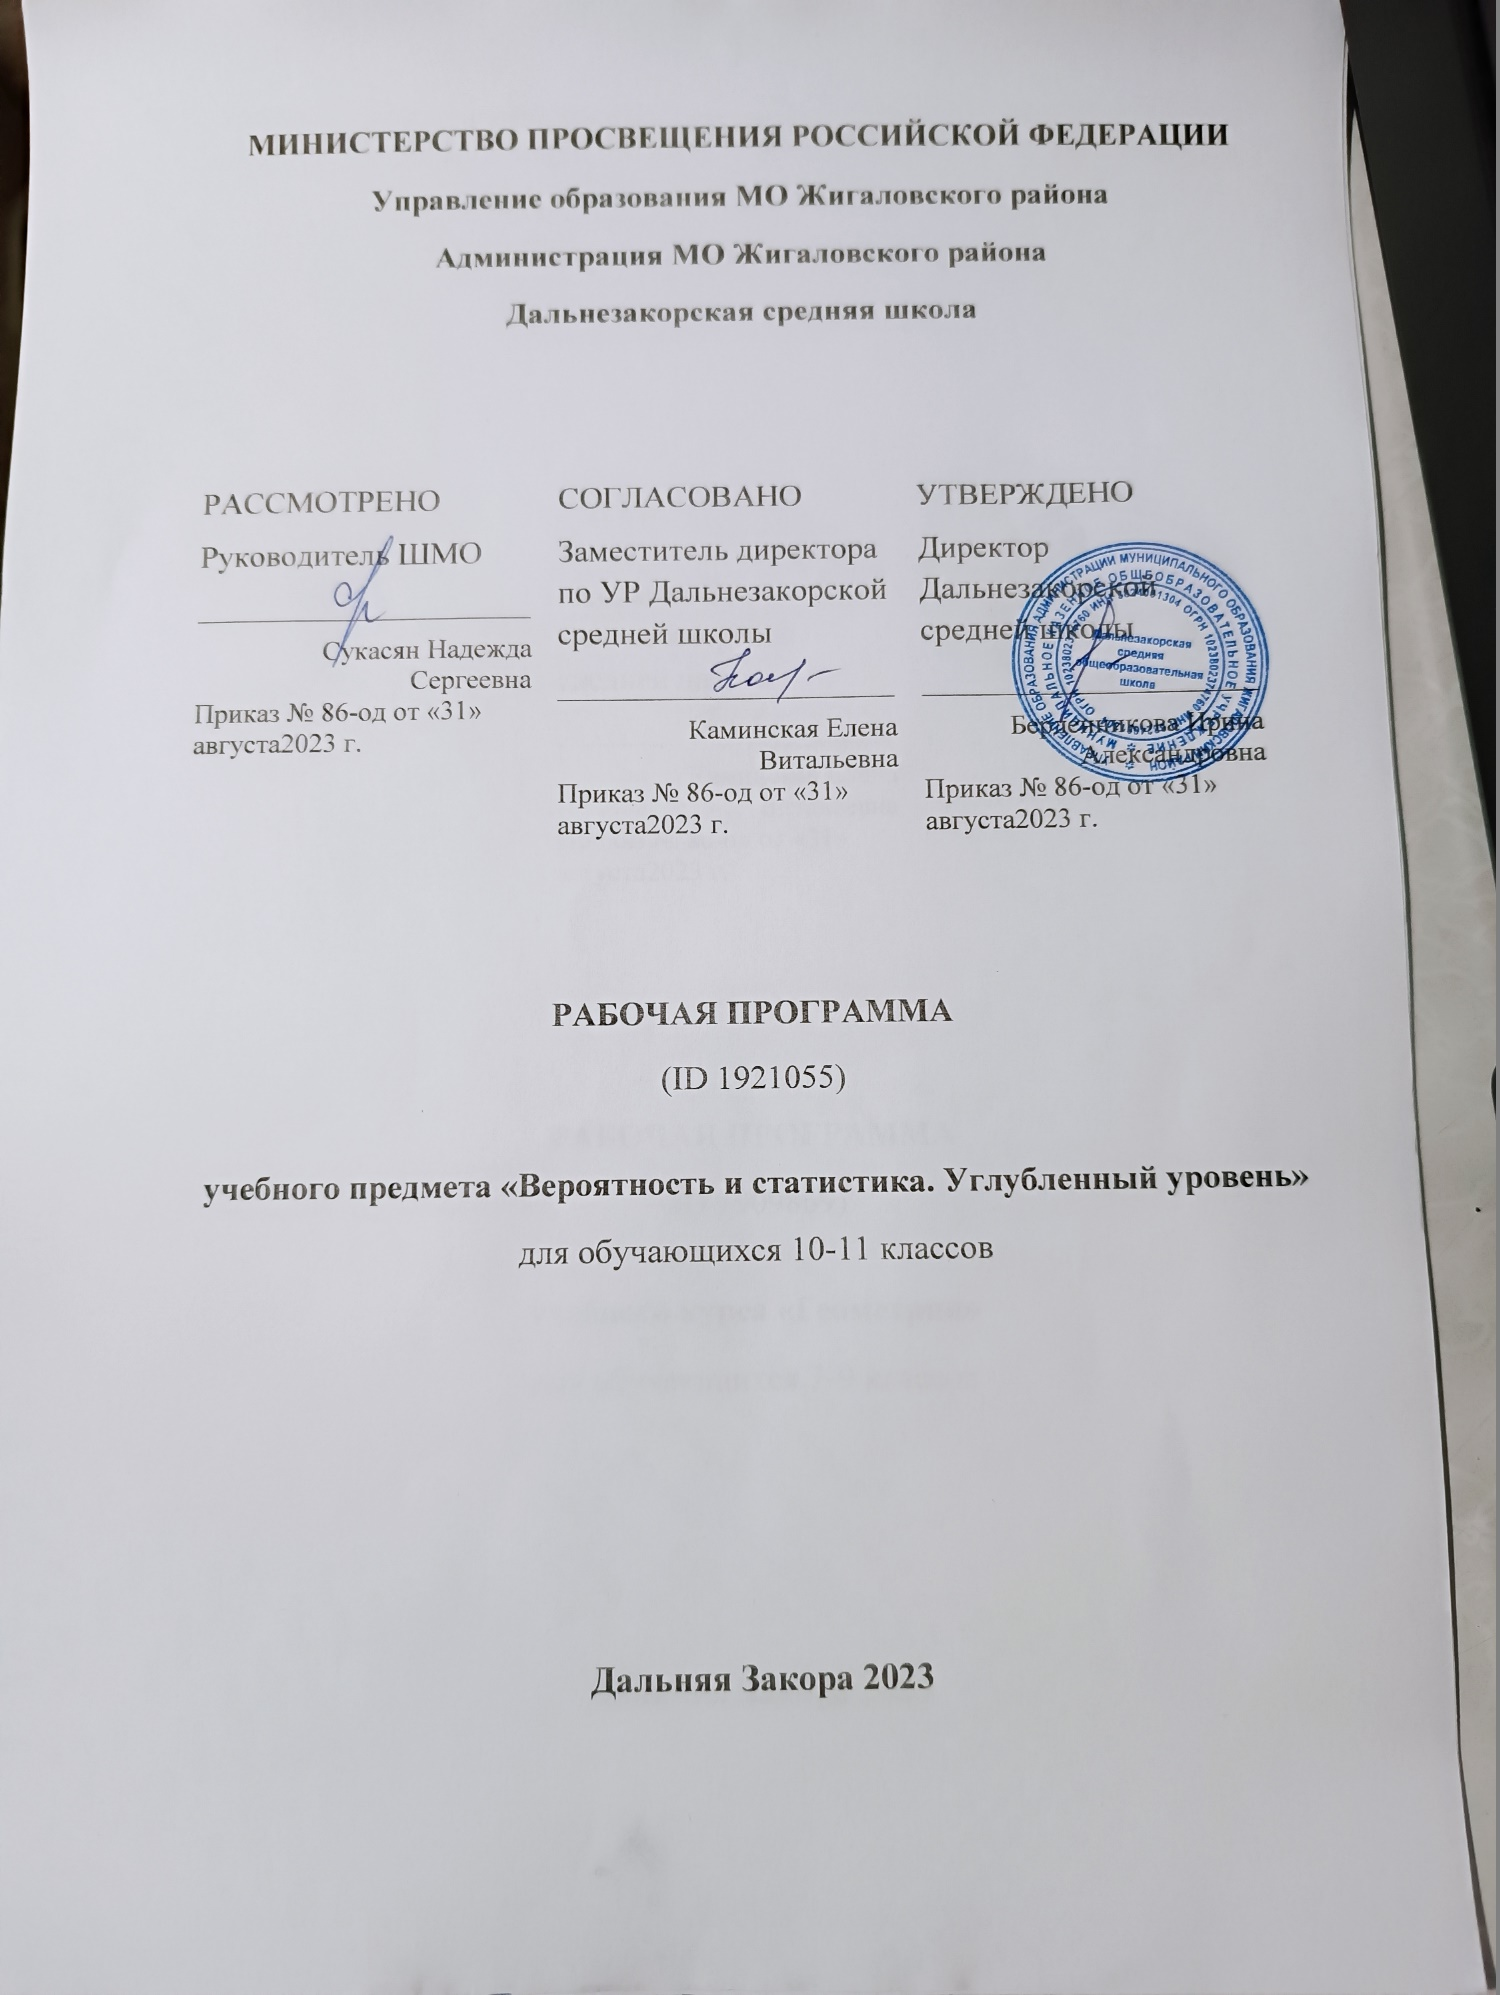 МИНИСТЕРСТВО ПРОСВЕЩЕНИЯ РОССИЙСКОЙ ФЕДЕРАЦИИ
Управление образования МО Жигаловского района
Администрация МО Жигаловского района
Дальнезакорская средняя школа
РАССМОТРЕНО
Руководитель ШМО
Сукасян Надежда
Сергеевна
Приказ № 86-од от «31»
августа2023 г.
СОГЛАСОВАНО
Заместитель директора
по УР Дальнезакорской
средней школы
Каминская Елена
Витальевна
Приказ № 86-од от «31»
августа2023 г.
УТВЕРЖДЕНО
Директор
Дальнезакорской
средней школы
Ирина
Александровна
Приказ № 86-од от «31»
августа2023 г.
Дальнезакорская
средняя
общеобразовательная
школа
РАБОЧАЯ ПРОГРАММА
(ID 1921055)
учебного предмета «Вероятность и статистика. Углубленный уровень»
для обучающихся 10-11 классов
Дальняя Закора 2023